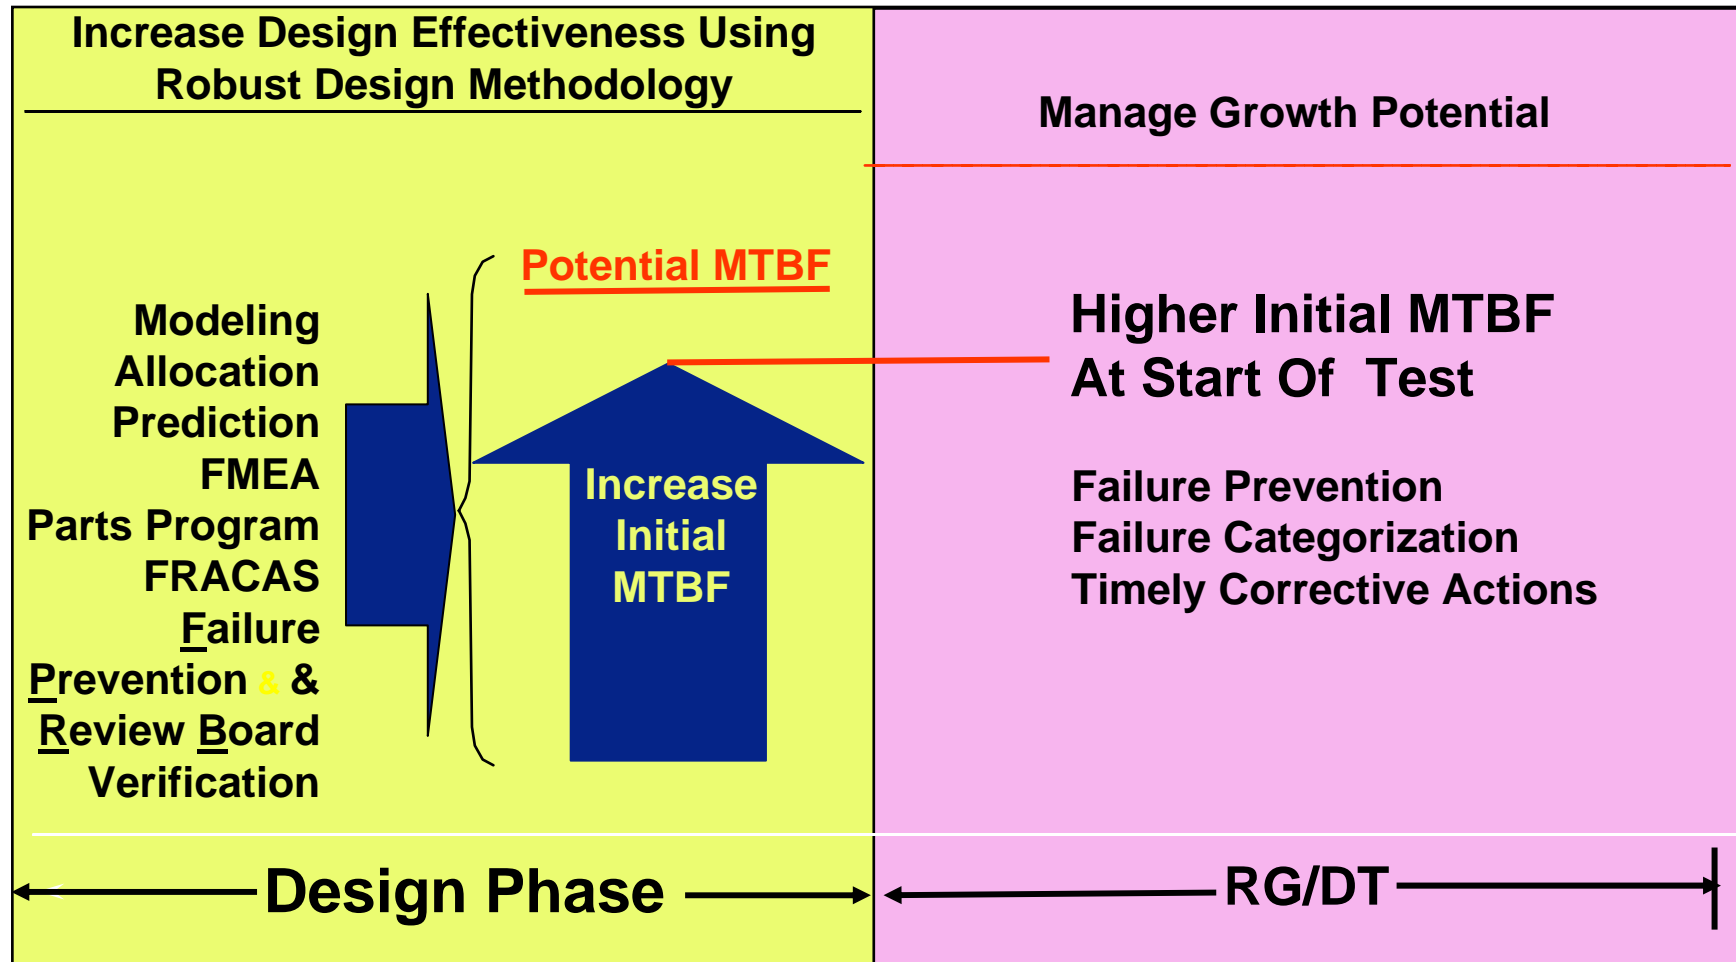 Increase Design Effectiveness Using
Robust Design Methodology
Manage Growth Potential
Potential MTBF
Modeling
Allocation
Prediction
FMEA
Parts Program
FRACAS
Failure
Prevention & &
Review Board
Verification
Increase
Initial
MTBF
Higher Initial MTBF
At Start Of Test
Failure Prevention
Failure Categorization
Timely Corrective Actions
Design Phase
RG/DT